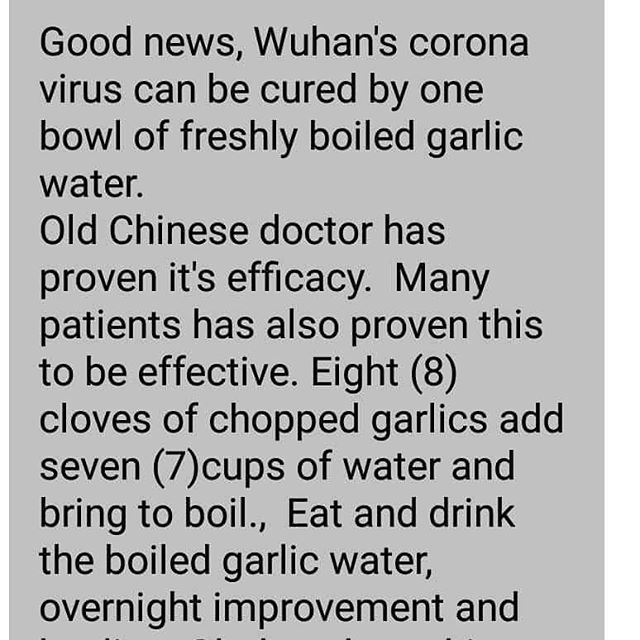 Good news, Wuhan's corona
virus can be cured by one
bowl of freshly boiled garlic
water.
Old Chinese doctor has
proven it's efficacy.  Many
patients has also proven this
to be effective. Eight (8)
cloves of chopped garlics add
seven (7)cups of water and
bring to boil.,  Eat and drink
the boiled garlic water,
overnight improvement and